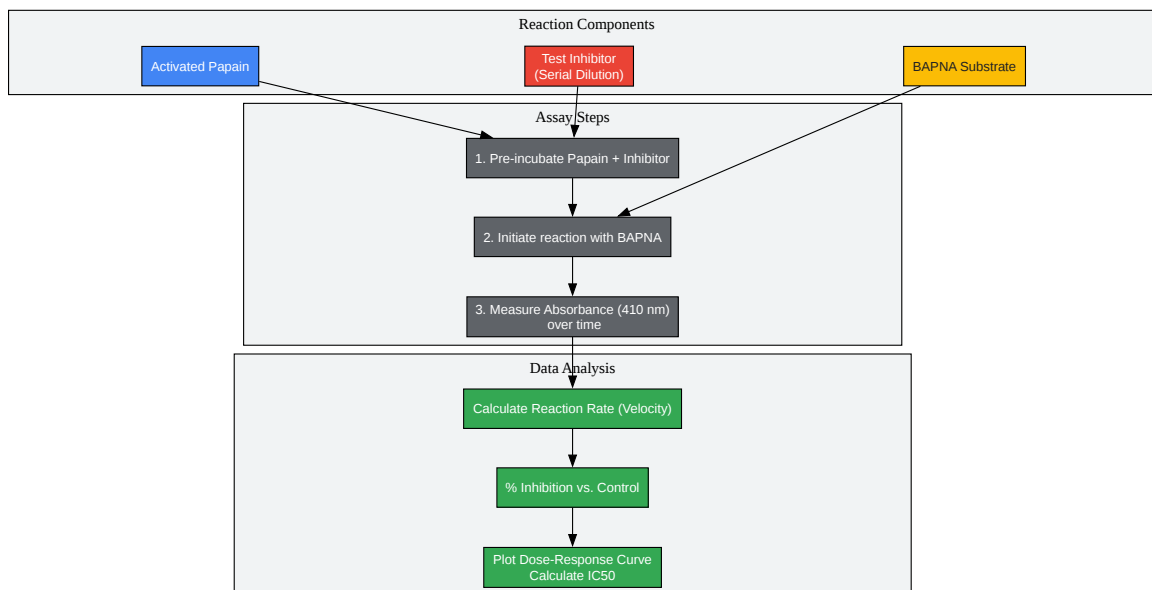 Reaction Components
Activated Papain
Test Inhibitor
(Serial Dilution)
BAPNA Substrate
Assay Steps
1. Pre-incubate Papain + Inhibitor
2. Initiate reaction with BAPNA
3. Measure Absorbance (410 nm)
over time
Data Analysis
Calculate Reaction Rate (Velocity)
% Inhibition vs. Control
Plot Dose-Response Curve
Calculate IC50